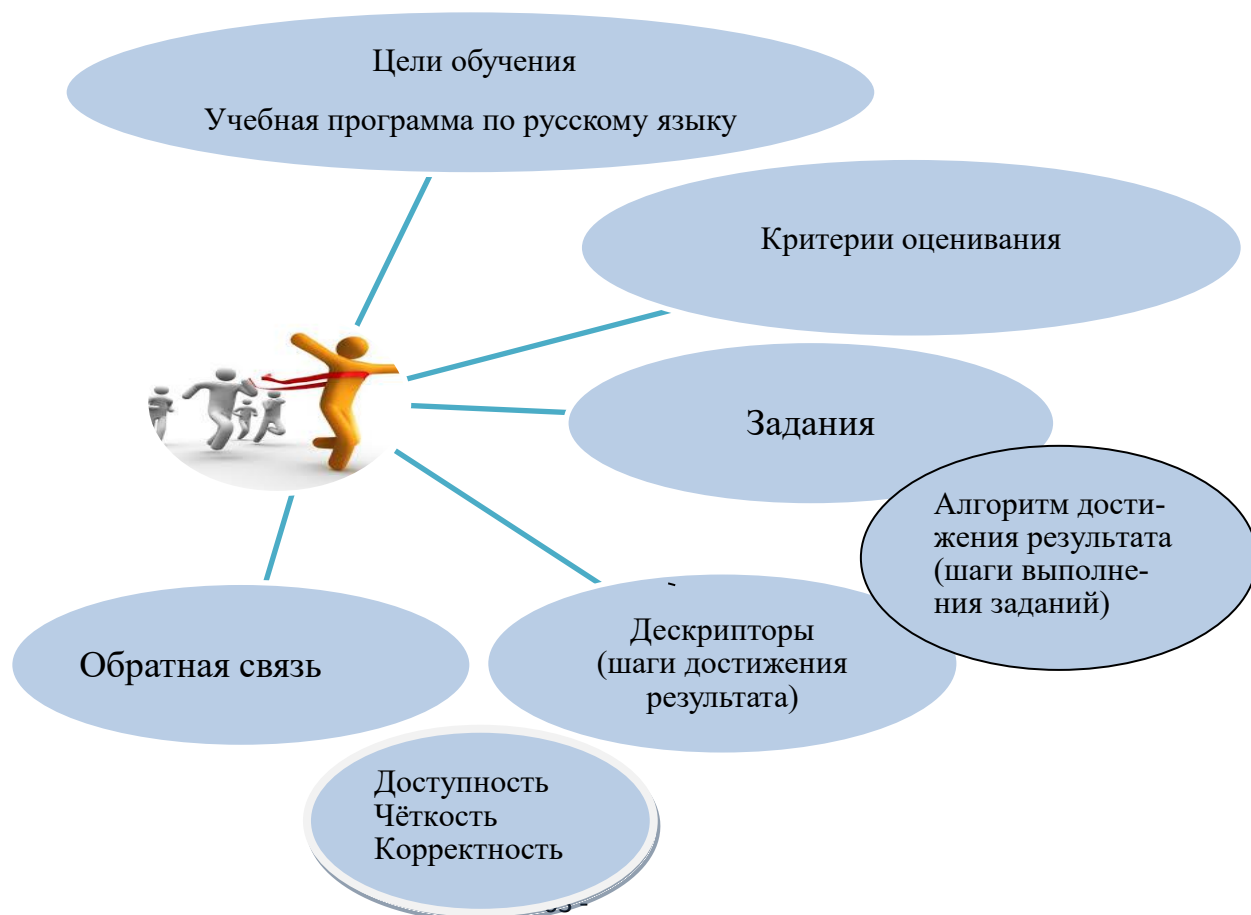 Цели обучения
Учебная программа по русскому языку
Критерии оценивания
Задания
Алгоритм дости-
жения результата
(шаги выполне-
ния заданий)
Дескрипторы
(шаги достижения
результата)
Обратная связь
Доступность
Чёткость
Корректность